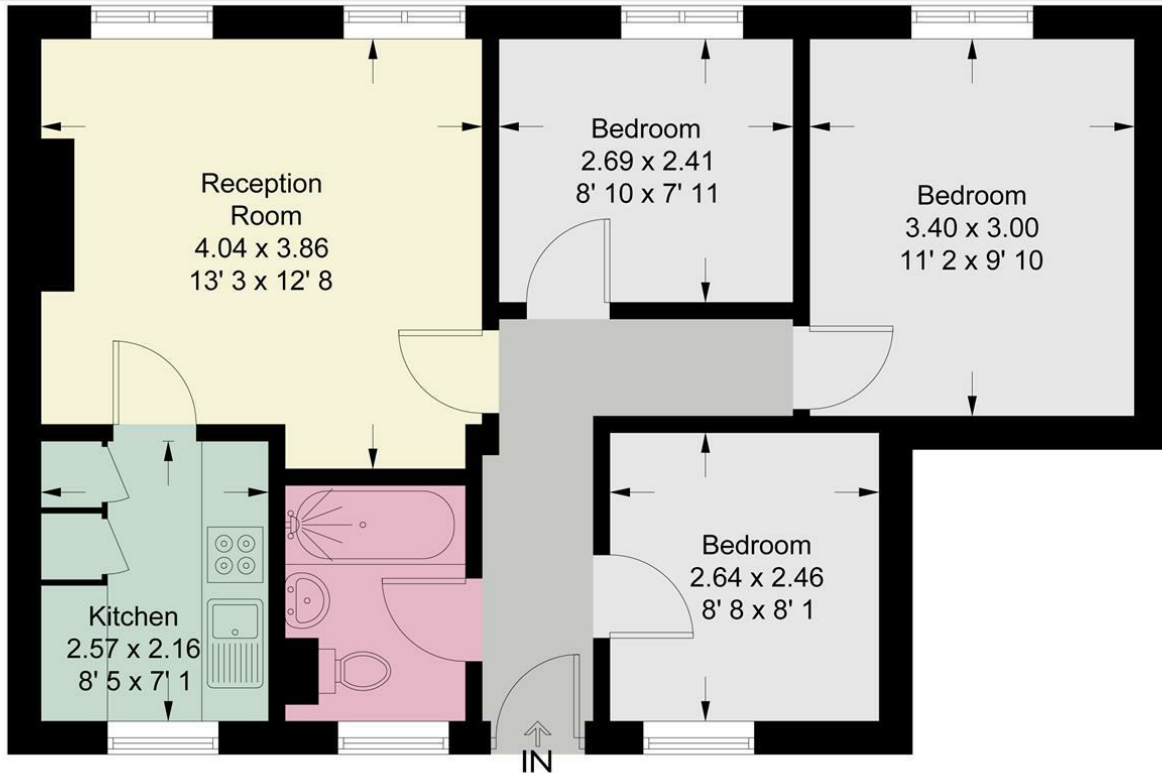 Reception
Room
4.04 x 3.86
13' 3 x 12' 8
Bedroom
2.69 x 2.41
8' 10 x 7' 11
Bedroom
3.40 x 3.00
11' 2 x 9' 10
Kitchen
2.57 x 2.16
8' 5 x 7' 1
Bedroom
2.64 x 2.46
8' 8 x 8' 1
IN